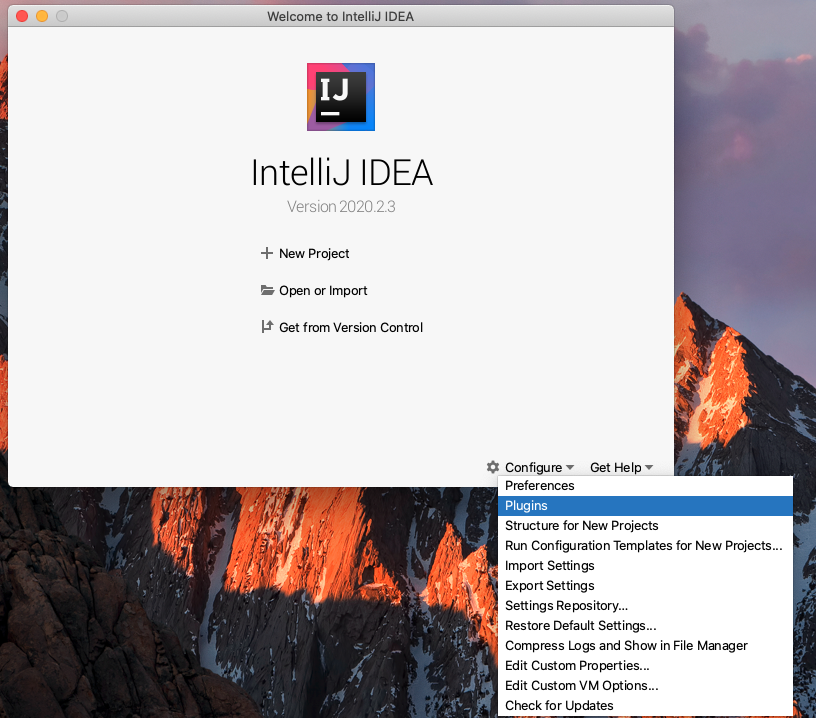 Welcome to IntelliJ IDEA
IJ
IntelliJ IDEA
Version 2020.2.3
New Project
Open or Import
Get from Version Control
Configure Get Help
Preferences
Plugins
Structure for New Projects
Run Configuration Templates for New Projects...
Import Settings
Export Settings
Settings Repository...
Restore Default Settings...
Compress Logs and Show in File Manager
Edit Custom Properties...
Edit Custom VM Options...
Check for Updates